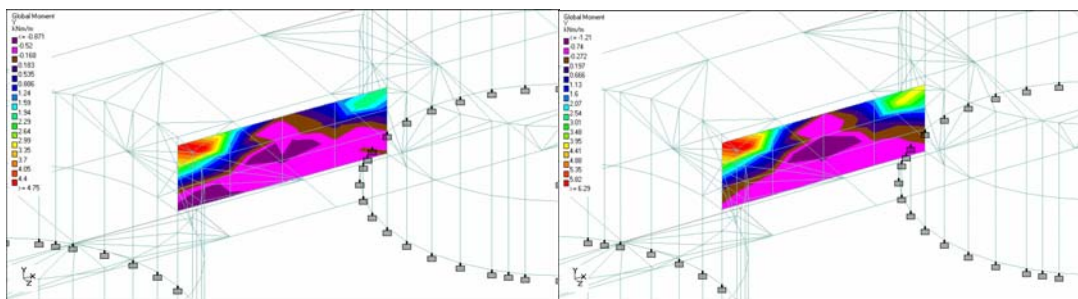 Global Moment
Y
kNm/m
<= -0.871
-0.52
-0.168
0.183
0.535
0.886
1.24
1.59
1.94
2.29
2.64
2.99
3.35
3.7
4.05
4.4
>= 4.75
Y
X
Z
Global Moment
Y
kNm/m
<= -1.21
-0.74
-0.272
0.197
0.666
1.13
1.6
2.07
2.54
3.01
3.48
3.95
4.41
4.88
5.35
5.82
>= 6.29
Y
X
Z